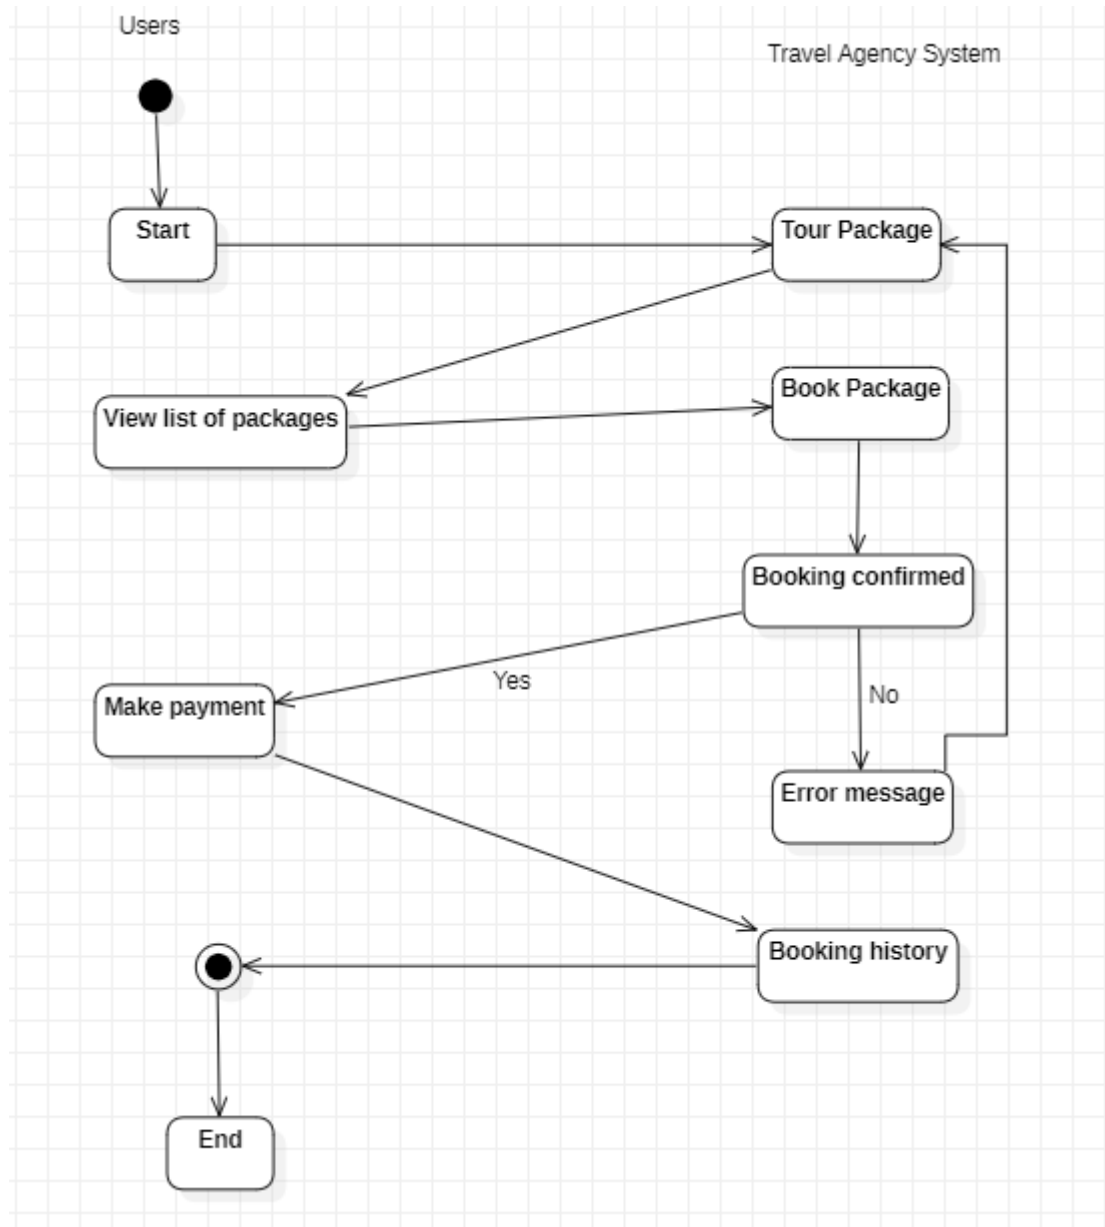 Users
Travel Agency System
Start
Tour Package
View list of packages
Book Package
Booking confirmed
Yes
No
Make payment
Error message
Booking history
End